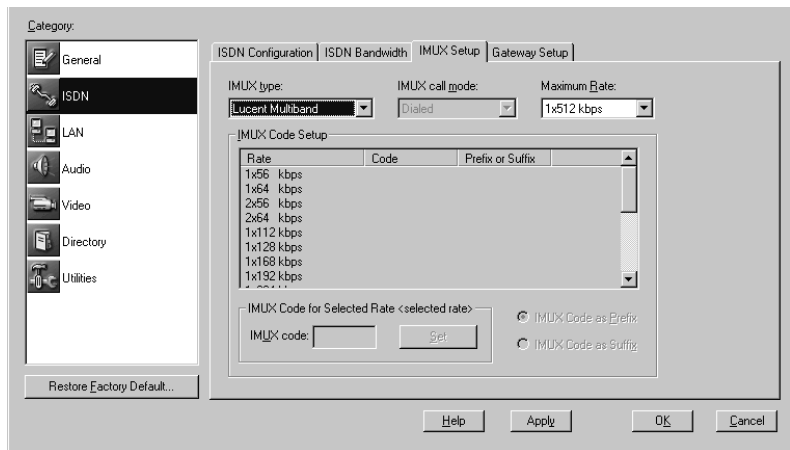 Category:
General
ISDN
LAN
Audio
Video
Directory
Utilities
Restore Factory Default...
ISDN Configuration
ISDN Bandwidth
IMUX Setup
Gateway Setup
IMUX type:
IMUX call mode:
Maximum Rate:
Lucent Multiband
Dialed
1x512 kbps
IMUX Code Setup
Rate Code Prefix or Suffix
1x56 kbps
1x64 kbps
2x56 kbps
2x64 kbps
1x112 kbps
1x128 kbps
1x168 kbps
1x192 kbps
IMUX Code for Selected Rate <selected rate>
IMUX code:
Set
IMUX Code as Prefix
IMUX Code as Suffix
Help
Apply
OK
Cancel